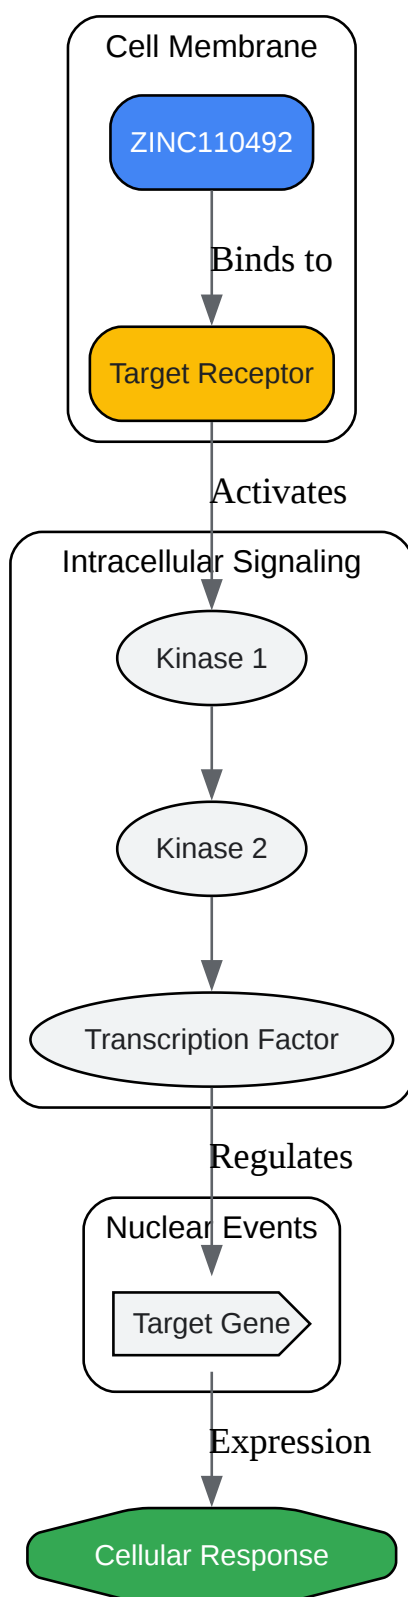 Cell Membrane
ZINC110492
Binds to
Target Receptor
Activates
Intracellular Signaling
Kinase 1
Kinase 2
Transcription Factor
Regulates
Nuclear Events
Target Gene
Expression
Cellular Response